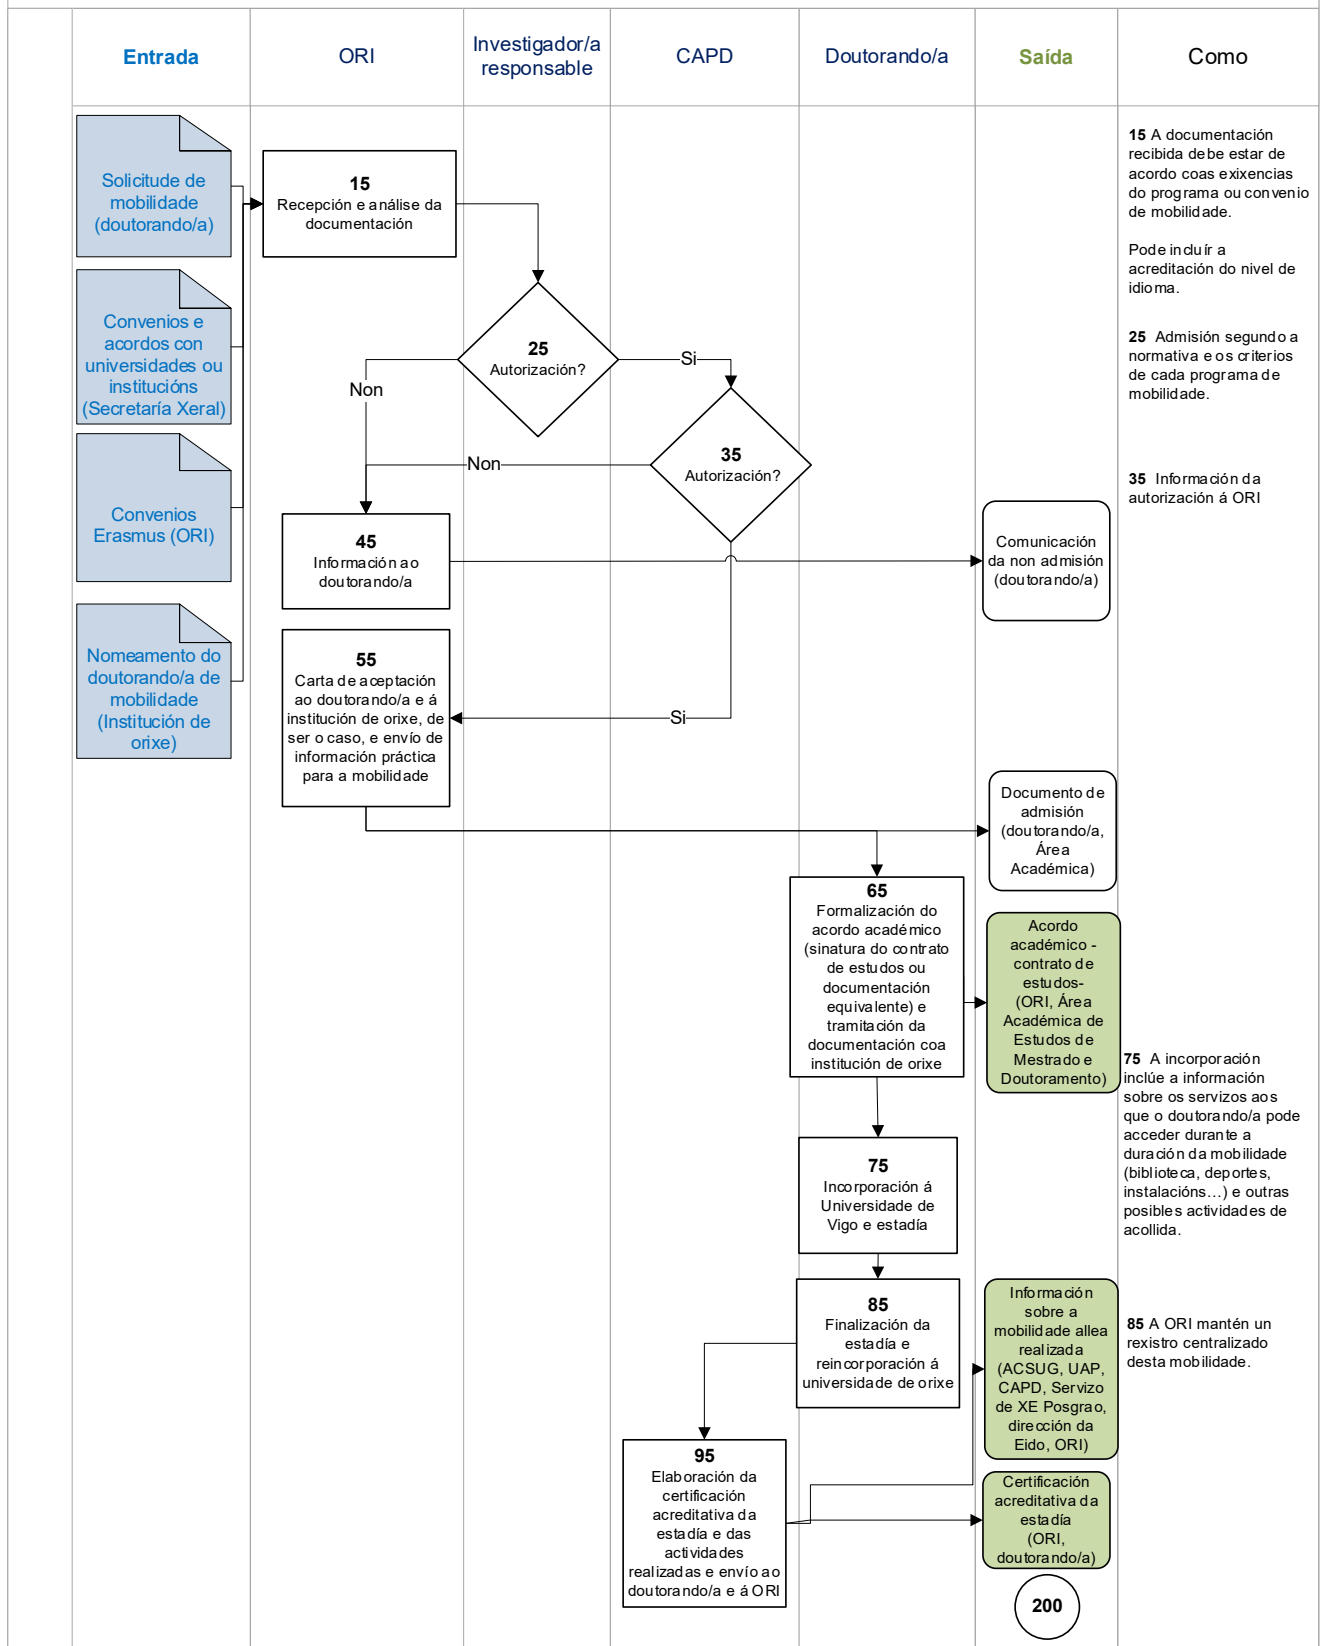 Entrada
ORI
Investigador/a
responsable
CAPD
Doutorando/a
Saída
Como
Solicitude de
mobilidade
(doutorando/a)
Convenios e
acordos con
universidades ou
institucións
(Secretaría Xeral)
Convenios
Erasmus (ORI)
Nomeamento do
doutorando/a de
mobilidade
(Institución de
orixe)
15
Recepción e análise da
documentación
25
Autorización?
Si
Non
35
Autorización?
Non
45
Información ao
doutorando/a
Comunicación
da non admisión
(doutorando/a)
55
Carta de aceptación
ao doutorando/a e á
institución de orixe, de
ser o caso, e envío de
información práctica
para a mobilidade
Si
Documento de
admisión
(doutorando/a,
Área
Académica)
65
Formalización do
acordo académico
(sinatura do contrato
de estudos ou
documentación
equivalente) e
tramitación da
documentación coa
institución de orixe
Acordo
académico -
contrato de
estudos-
(ORI, Área
Académica de
Estudos de
Mestrado e
Doutoramento)
75
Incorporación á
Universidade de
Vigo e estadía
85
Finalización da
estadía e
reincorporación á
universidade de orixe
Información
sobre a
mobilidade allea
realizada
(ACSUG, UAP,
CAPD, Servizo
de XE Posgrao,
dirección da
Eido, ORI)
95
Elaboración da
certificación
acreditativa da
estadía e das
actividades
realizadas e envío ao
doutorando/a e á ORI
Certificación
acreditativa da
estadía
(ORI,
doutorando/a)
200
15 A documentación
recibida debe estar de
acordo coas exixencias
do programa ou convenio
de mobilidade.
Pode incluír a
acreditación do nivel de
idioma.
25 Admisión segundo a
normativa e os criterios
de cada programa de
mobilidade.
35 Información da
autorización á ORI
75 A incorporación
inclúe a información
sobre os servizos aos
que o doutorando/a pode
acceder durante a
duración da mobilidade
(biblioteca, deportes,
instalacións…) e outras
posibles actividades de
acollida.
85 A ORI mantén un
rexistro centralizado
desta mobilidade.